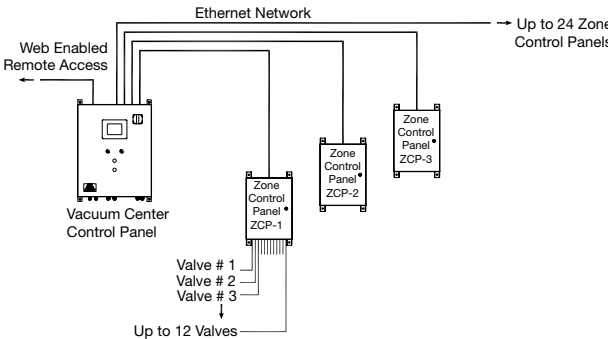 Ethernet Network
Up to 24 Zone
Control Panels
Web Enabled
Remote Access
Zone
Control
Panel
ZCP-3
Zone
Control
Panel
ZCP-2
Zone
Control
Panel
ZCP-1
Vacuum Center
Control Panel
Valve # 1
Valve # 2
Valve # 3
Up to 12 Valves